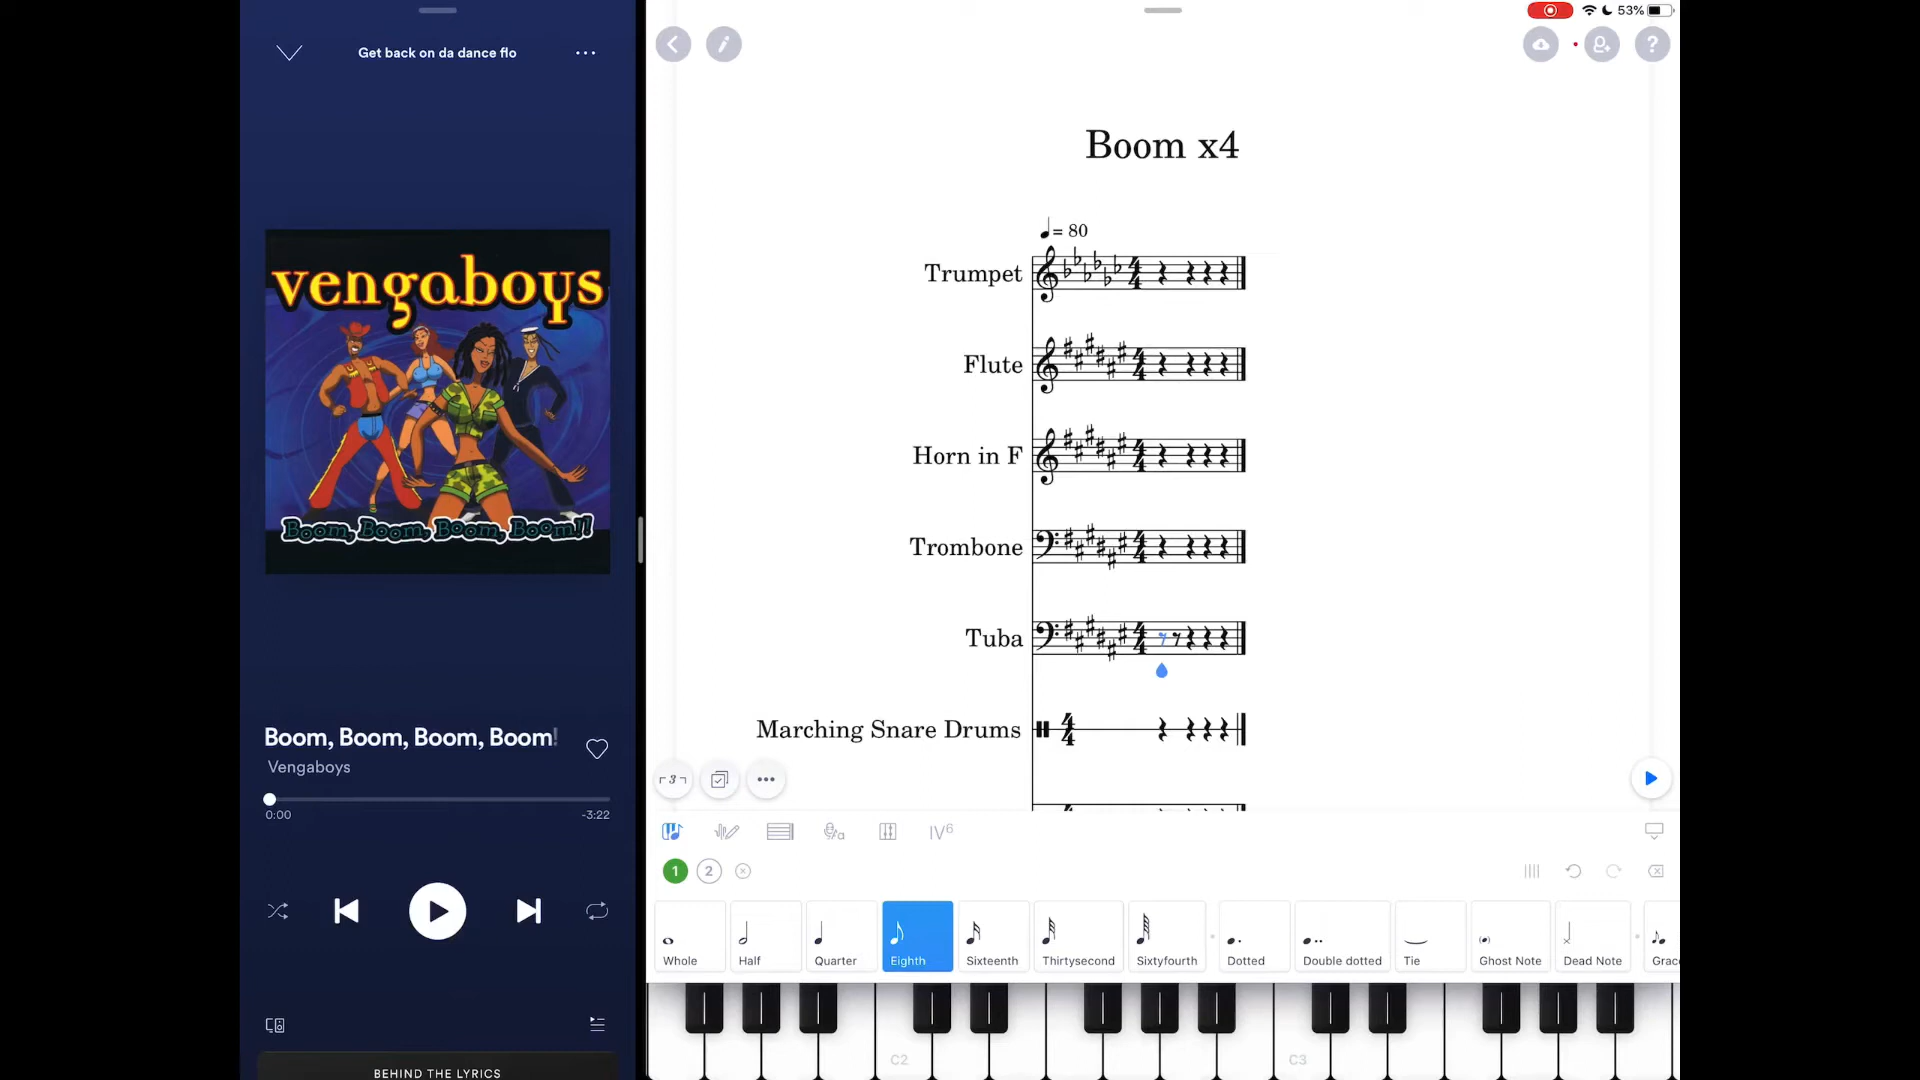 Get back on da dance flo
vengaboys
Boom, Boom, Boom, Boom!!
Boom, Boom, Boom, Boom!
Vengaboys
0:00
-3:22
BEHIND THE LYRICS
53%
Boom x4
= 80
Trumpet
Flute
Horn in F
Trombone
Tuba
Marching Snare Drums
3
IV6
1 2
Whole
Half
Quarter
Eighth
Sixteenth
Thirtysecond
Sixtyfourth
Dotted
Double dotted
Tie
Ghost Note
Dead Note
C2
C3